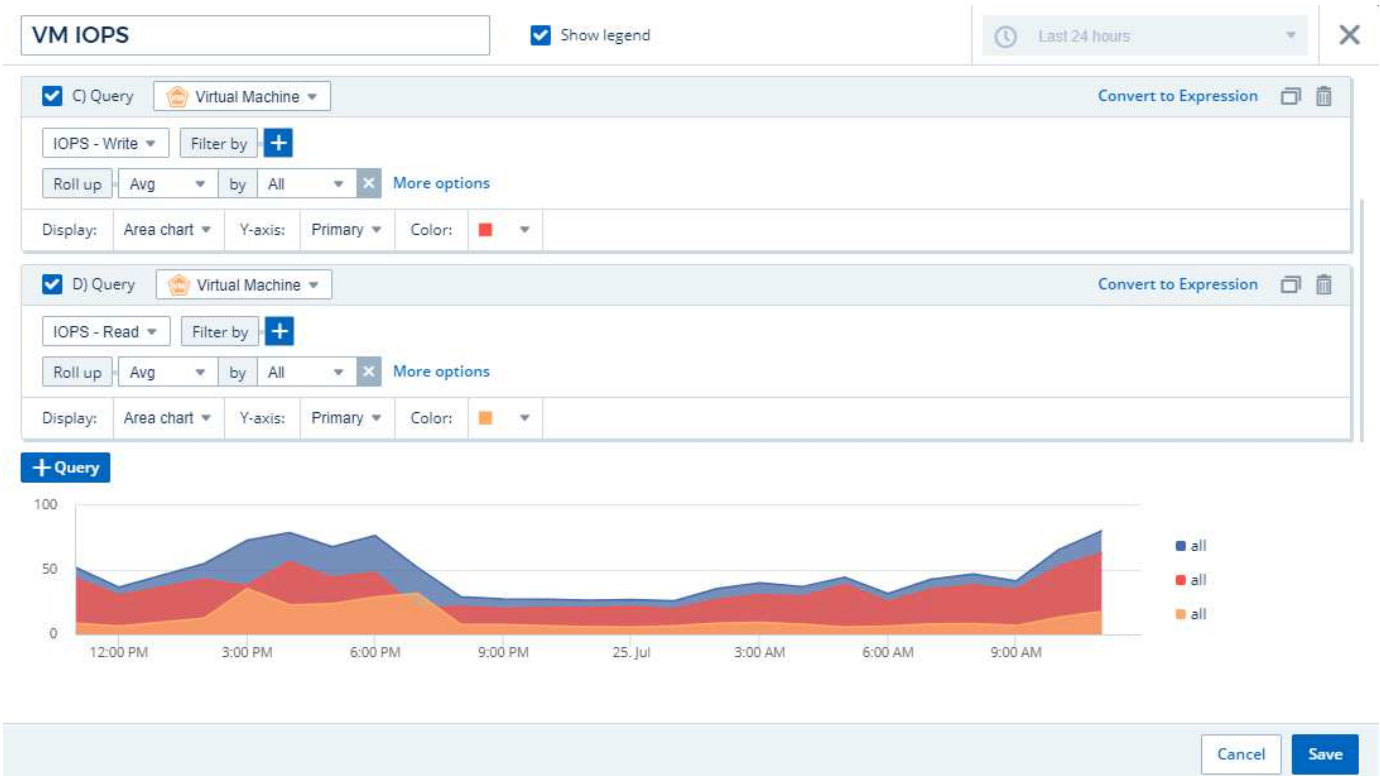 VM IOPS Show legend Last 24 hours
C) Query Virtual Machine Convert to Expression
IOPS - Write Filter by +
Roll up Avg by All × More options
Display: Area chart Y-axis: Primary Color:
D) Query Virtual Machine Convert to Expression
IOPS - Read Filter by +
Roll up Avg by All × More options
Display: Area chart Y-axis: Primary Color:
+ Query
100
50
0
all
all
all
12:00 PM 3:00 PM 6:00 PM 9:00 PM 25. Jul 3:00 AM 6:00 AM 9:00 AM
Cancel Save